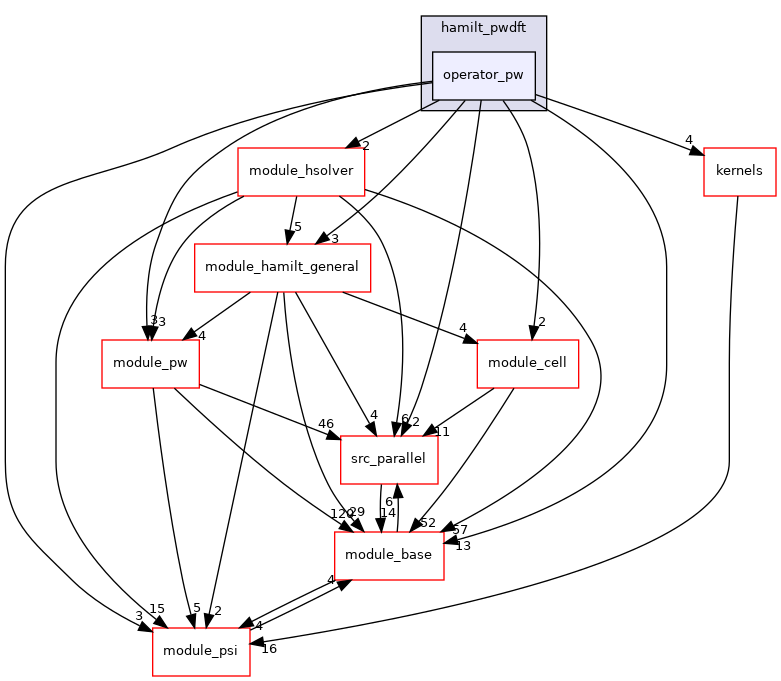 hamilt_pwdft
operator_pw
4
2
module_hsolver
kernels
5
3
module_hamilt_general
3
3
4
4
2
module_pw
module_cell
46
4
6
2
11
src_parallel
6
14
29
52
57
13
module_base
4
3
15
5
2
4
16
module_psi